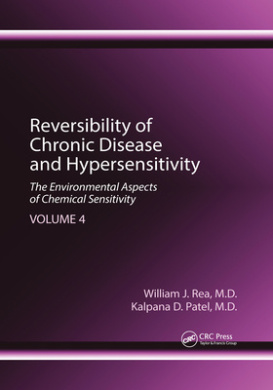 Reversibility of
Chronic Disease
and Hypersensitivity
The Environmental Aspects
of Chemical Sensitivity
VOLUME 4
William J. Rea, M.D.
Kalpana D. Patel, M.D.
CRC
CRC Press
Taylor & Francis Group